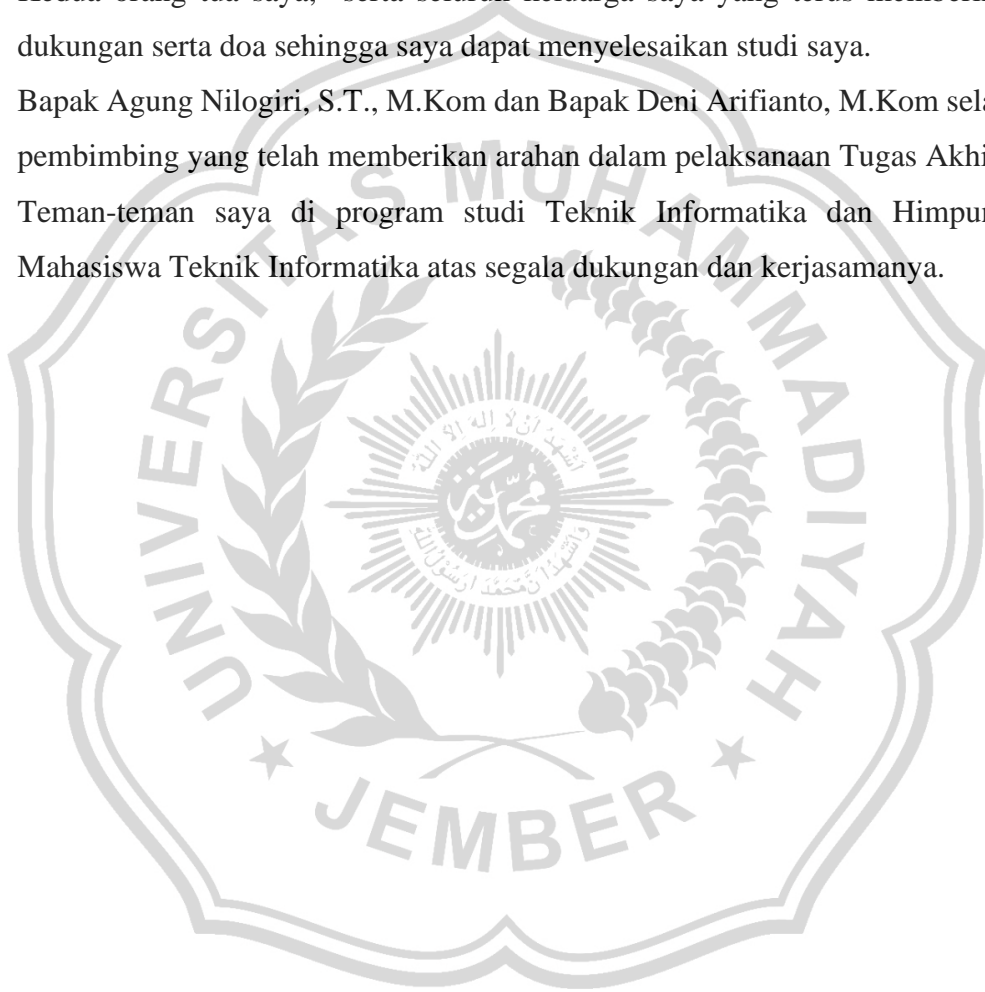 dukungan serta doa sehingga saya dapat menyelesaikan studi saya.
Bapak Agung Nilogiri, S.T., M.Kom dan Bapak Deni Arifianto, M.Kom sela
pembimbing yang telah memberikan arahan dalam pelaksanaan Tugas Akhi
Teman-teman saya di program studi Teknik Informatika dan Himpun
Mahasiswa Teknik Informatika atas segala dukungan dan kerjasamanya.
UNIVERSITAS MUHAMMADIYAH
JEMBER